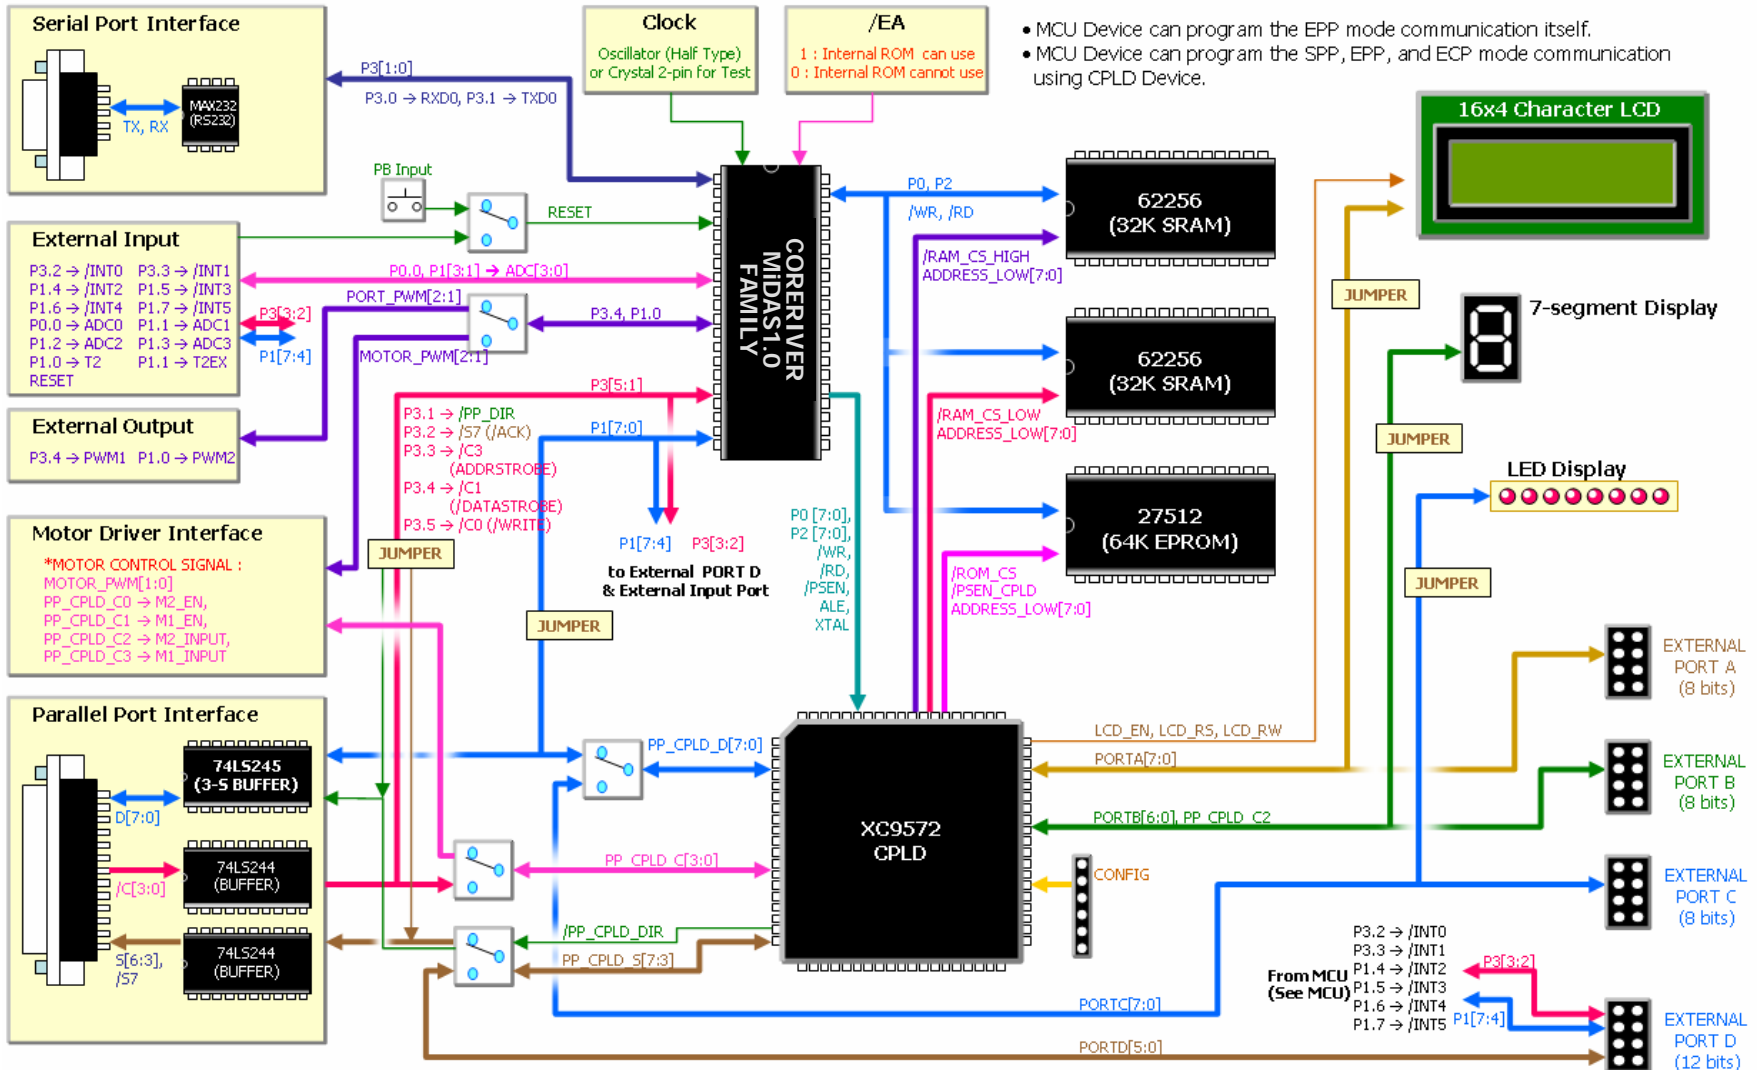 Serial Port Interface
MAX232
(RS232)
TX, RX
P3[1:0]
P3.0 → RXD0, P3.1 → TXD0
Clock
Oscillator (Half Type)
or Crystal 2-pin for Test
/EA
1 : Internal ROM can use
0 : Internal ROM cannot use
• MCU Device can program the EPP mode communication itself.
• MCU Device can program the SPP, EPP, and ECP mode communication
using CPLD Device.
16x4 Character LCD
PB Input
RESET
External Input
P3.2 → /INT0 P3.3 → /INT1
P1.4 → /INT2 P1.5 → /INT3
P1.6 → /INT4 P1.7 → /INT5
P0.0 → ADC0 P1.1 → ADC1
P1.2 → ADC2 P1.3 → ADC3
P1.0 → T2 P1.1 → T2EX
RESET
P3[3:2]
P1[7:4]
P0.0, P1[3:1] → ADC[3:0]
PORT_PWM[2:1]
P3.4, P1.0
MOTOR_PWM[2:1]
CORERIVER
MiDAS1.0
FAMILY
P0, P2
/WR, /RD
62256
(32K SRAM)
/RAM_CS_HIGH
ADDRESS_LOW[7:0]
62256
(32K SRAM)
/RAM_CS_LOW
ADDRESS_LOW[7:0]
27512
(64K EPROM)
/ROM_CS
/PSEN_CPLD
ADDRESS_LOW[7:0]
JUMPER
7-segment Display
JUMPER
LED Display
JUMPER
External Output
P3.4 → PWM1 P1.0 → PWM2
P3[5:1]
P3.1 → /PP_DIR
P3.2 → /S7 (/ACK)
P3.3 → /C3
(ADDRSTROBE)
P3.4 → /C1
(/DATASTROBE)
P3.5 → /C0 (/WRITE)
P1[7:0]
JUMPER
P1[7:4] P3[3:2]
to External PORT D
& External Input Port
JUMPER
P0 [7:0],
P2 [7:0],
/WR,
/RD,
/PSEN,
ALE,
XTAL
Motor Driver Interface
*MOTOR CONTROL SIGNAL :
MOTOR_PWM[1:0]
PP_CPLD_C0 → M2_EN,
PP_CPLD_C1 → M1_EN,
PP_CPLD_C2 → M2_INPUT,
PP_CPLD_C3 → M1_INPUT
Parallel Port Interface
74LS245
(3-S BUFFER)
D[7:0]
74LS244
(BUFFER)
/C[3:0]
74LS244
(BUFFER)
S[6:3],
/S7
PP_CPLD_D[7:0]
PP_CPLD_C[3:0]
/PP_CPLD_DIR
PP_CPLD_S[7:3]
XC9572
CPLD
LCD_EN, LCD_RS, LCD_RW
PORTA[7:0]
PORTB[6:0], PP_CPLD_C2
CONFIG
PORTC[7:0]
PORTD[5:0]
EXTERNAL
PORT A
(8 bits)
EXTERNAL
PORT B
(8 bits)
EXTERNAL
PORT C
(8 bits)
From MCU
(See MCU)
P3.2 → /INT0
P3.3 → /INT1
P1.4 → /INT2
P1.5 → /INT3
P1.6 → /INT4
P1.7 → /INT5
P3[3:2]
P1[7:4]
EXTERNAL
PORT D
(12 bits)